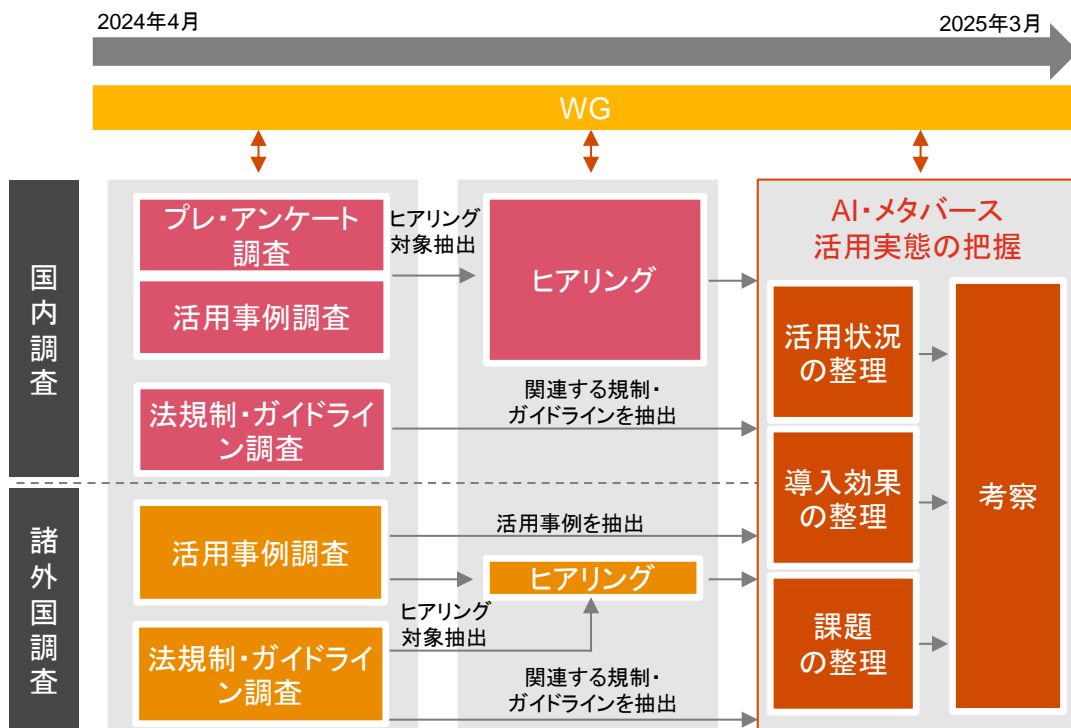 2024年4月
2025年3月
WG
国内調査
プレ・アンケート
調査
活用事例調査
ヒアリング
対象抽出
ヒアリング
法規制・ガイドライ
ン調査
関連する規制・
ガイドラインを抽出
諸外国調査
活用事例調査
活用事例を抽出
ヒアリング
ヒアリング
対象抽出
法規制・ガイドライ
ン調査
関連する規制・
ガイドラインを抽出
AI・メタバース
活用実態の把握
活用状況
の整理
導入効果
の整理
課題
の整理
考察